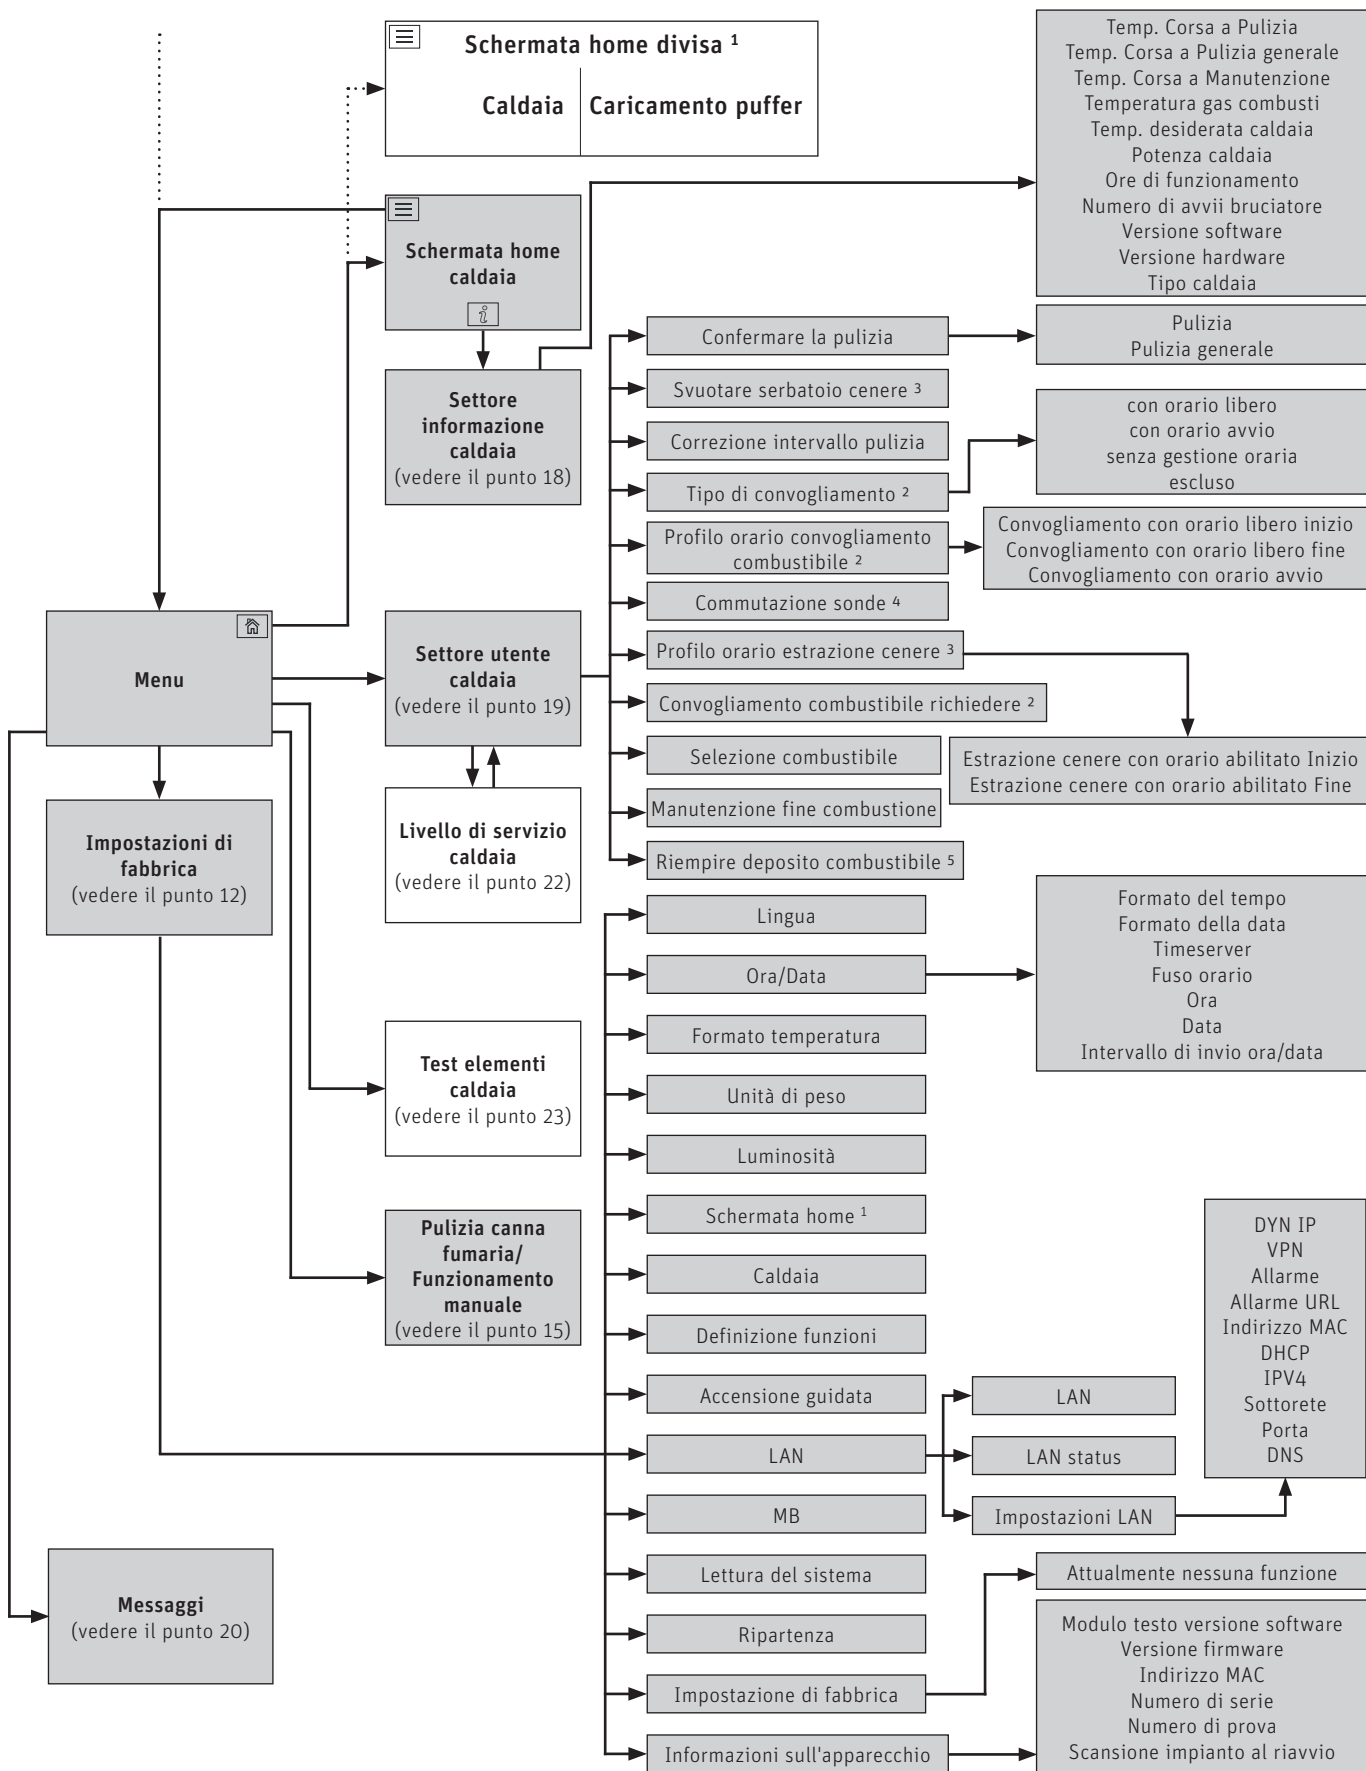 Schermata home divisa ¹
Caldaia
Caricamento puffer
Temp. Corsa a Pulizia
Temp. Corsa a Pulizia generale
Temp. Corsa a Manutenzione
Temperatura gas combusti
Temp. desiderata caldaia
Potenza caldaia
Ore di funzionamento
Numero di avvii bruciatore
Versione software
Versione hardware
Tipo caldaia
Schermata home
caldaia
i
Settore
informazione
caldaia
(vedere il punto 18)
Confermare la pulizia
Pulizia
Pulizia generale
Svuotare serbatoio cenere ³
Correzione intervallo pulizia
Tipo di convogliamento ²
con orario libero
con orario avvio
senza gestione oraria
escluso
Profilo orario convogliamento
combustibile ²
Convogliamento con orario libero inizio
Convogliamento con orario libero fine
Convogliamento con orario avvio
Commutazione sonde ⁴
Profilo orario estrazione cenere ³
Convogliamento combustibile richiedere ²
Selezione combustibile
Estrazione cenere con orario abilitato Inizio
Estrazione cenere con orario abilitato Fine
Manutenzione fine combustione
Riempire deposito combustibile ⁵
Menu
Settore utente
caldaia
(vedere il punto 19)
Livello di servizio
caldaia
(vedere il punto 22)
Impostazioni di
fabbrica
(vedere il punto 12)
Test elementi
caldaia
(vedere il punto 23)
Pulizia canna
fumaria/
Funzionamento
manuale
(vedere il punto 15)
Messaggi
(vedere il punto 20)
Lingua
Ora/Data
Formato del tempo
Formato della data
Timeserver
Fuso orario
Ora
Data
Intervallo di invio ora/data
Formato temperatura
Unità di peso
Luminosità
Schermata home ¹
Caldaia
Definizione funzioni
Accensione guidata
LAN
LAN
LAN status
Impostazioni LAN
DYN IP
VPN
Allarme
Allarme URL
Indirizzo MAC
DHCP
IPV4
Sottorete
Porta
DNS
MB
Lettura del sistema
Ripartenza
Impostazione di fabbrica
Attualmente nessuna funzione
Informazioni sull'apparecchio
Modulo testo versione software
Versione firmware
Indirizzo MAC
Numero di serie
Numero di prova
Scansione impianto al riavvio